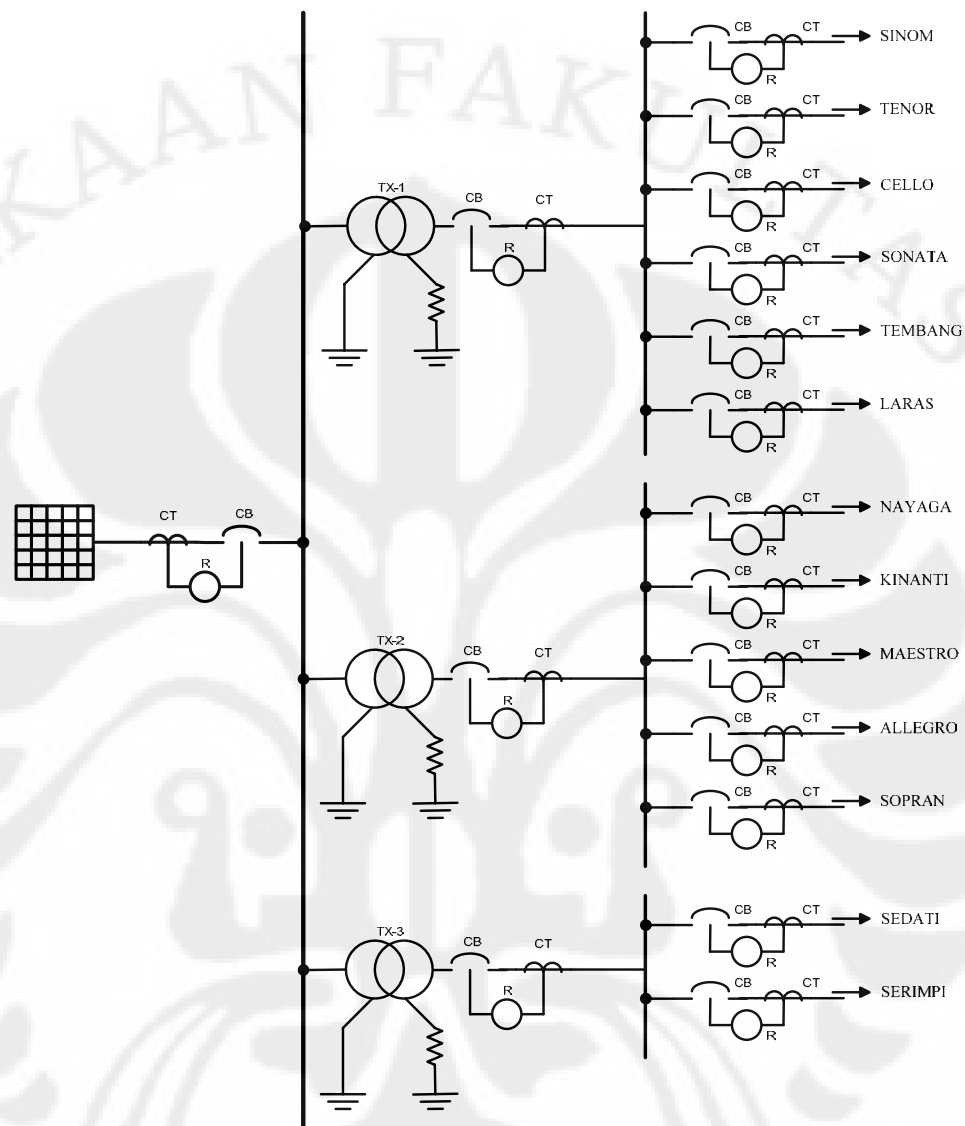 KAAN FAKULTAS
CB CT SINOM
R
CB CT TENOR
R
CB CT CELLO
R
CB CT SONATA
R
CB CT TEMBANG
R
CB CT LARAS
R
TX-1 CB CT
R
CT CB
R
CB CT NAYAGA
R
CB CT KINANTI
R
CB CT MAESTRO
R
CB CT ALLEGRO
R
CB CT SOPRAN
R
TX-2 CB CT
R
CB CT SEDATI
R
CB CT SERIMPI
R
TX-3 CB CT
R